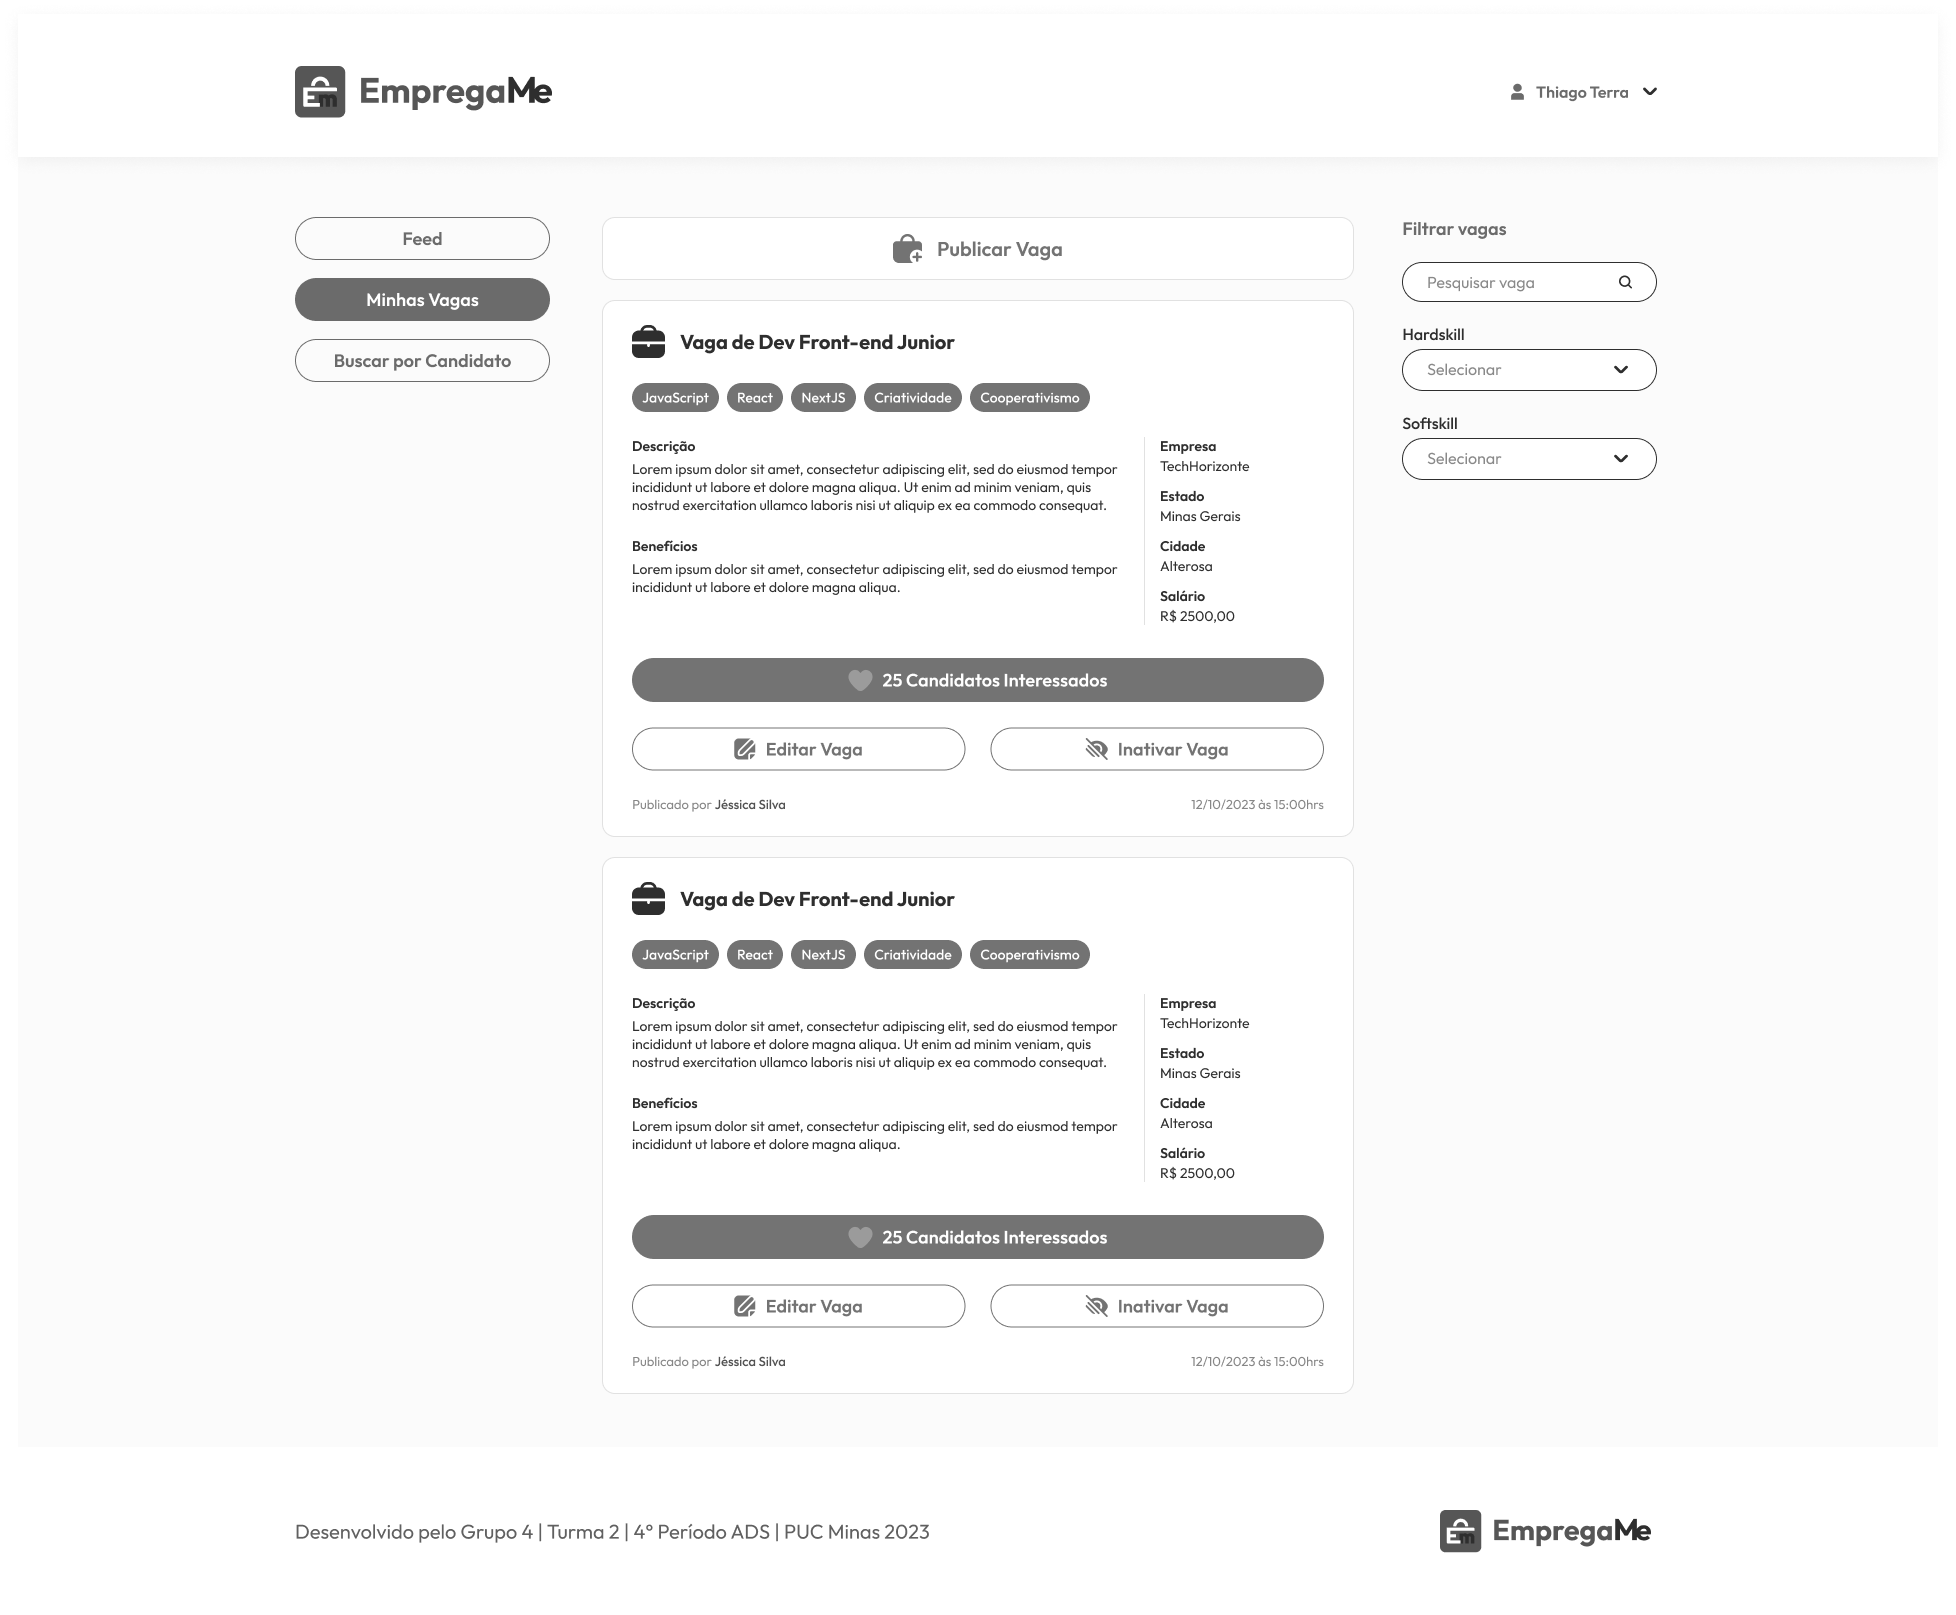 Em EmpregaMe
Thiago Terra
Feed
Minhas Vagas
Buscar por Candidato
Publicar Vaga
Vaga de Dev Front-end Junior
JavaScript React NextJS Criatividade Cooperativismo
Descrição
Lorem ipsum dolor sit amet, consectetur adipiscing elit, sed do eiusmod tempor
incididunt ut labore et dolore magna aliqua. Ut enim ad minim veniam, quis
nostrud exercitation ullamco laboris nisi ut aliquip ex ea commodo consequat.
Benefícios
Lorem ipsum dolor sit amet, consectetur adipiscing elit, sed do eiusmod tempor
incididunt ut labore et dolore magna aliqua.
Empresa
TechHorizonte
Estado
Minas Gerais
Cidade
Alterosa
Salário
R$ 2500,00
25 Candidatos Interessados
Editar Vaga
Inativar Vaga
Publicado por Jéssica Silva
12/10/2023 às 15:00hrs
Vaga de Dev Front-end Junior
JavaScript React NextJS Criatividade Cooperativismo
Descrição
Lorem ipsum dolor sit amet, consectetur adipiscing elit, sed do eiusmod tempor
incididunt ut labore et dolore magna aliqua. Ut enim ad minim veniam, quis
nostrud exercitation ullamco laboris nisi ut aliquip ex ea commodo consequat.
Benefícios
Lorem ipsum dolor sit amet, consectetur adipiscing elit, sed do eiusmod tempor
incididunt ut labore et dolore magna aliqua.
Empresa
TechHorizonte
Estado
Minas Gerais
Cidade
Alterosa
Salário
R$ 2500,00
25 Candidatos Interessados
Editar Vaga
Inativar Vaga
Publicado por Jéssica Silva
12/10/2023 às 15:00hrs
Filtrar vagas
Pesquisar vaga
Hardskill
Selecionar
Softskill
Selecionar
Desenvolvido pelo Grupo 4 | Turma 2 | 4° Período ADS | PUC Minas 2023
Em EmpregaMe